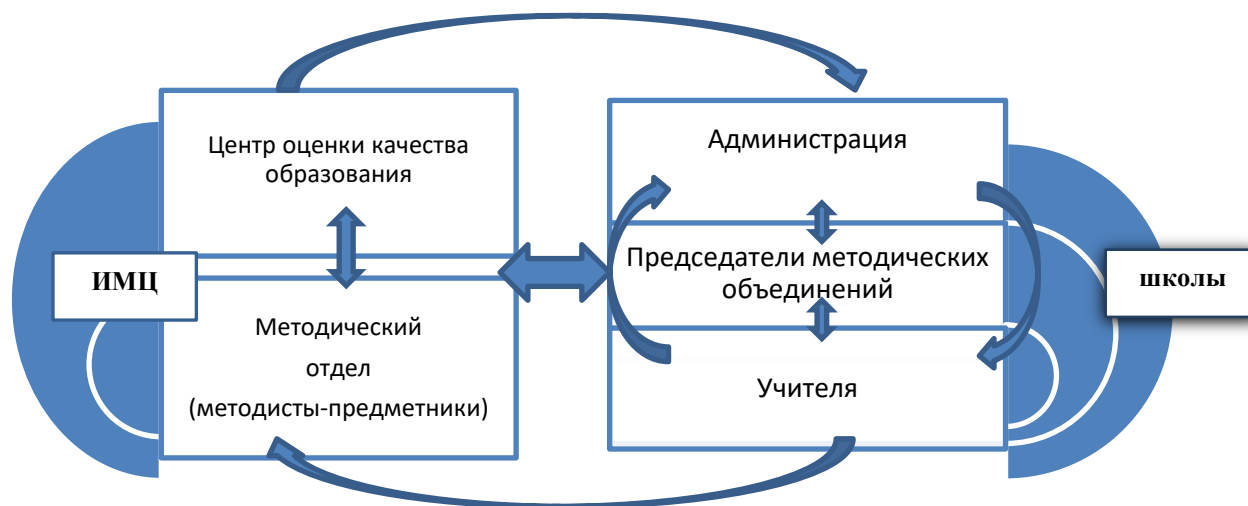 Центр оценки качества
образования
ИМЦ
Методический
отдел
(методисты-предметники)
Администрация
Председатели методических
объединений
Учителя
школы